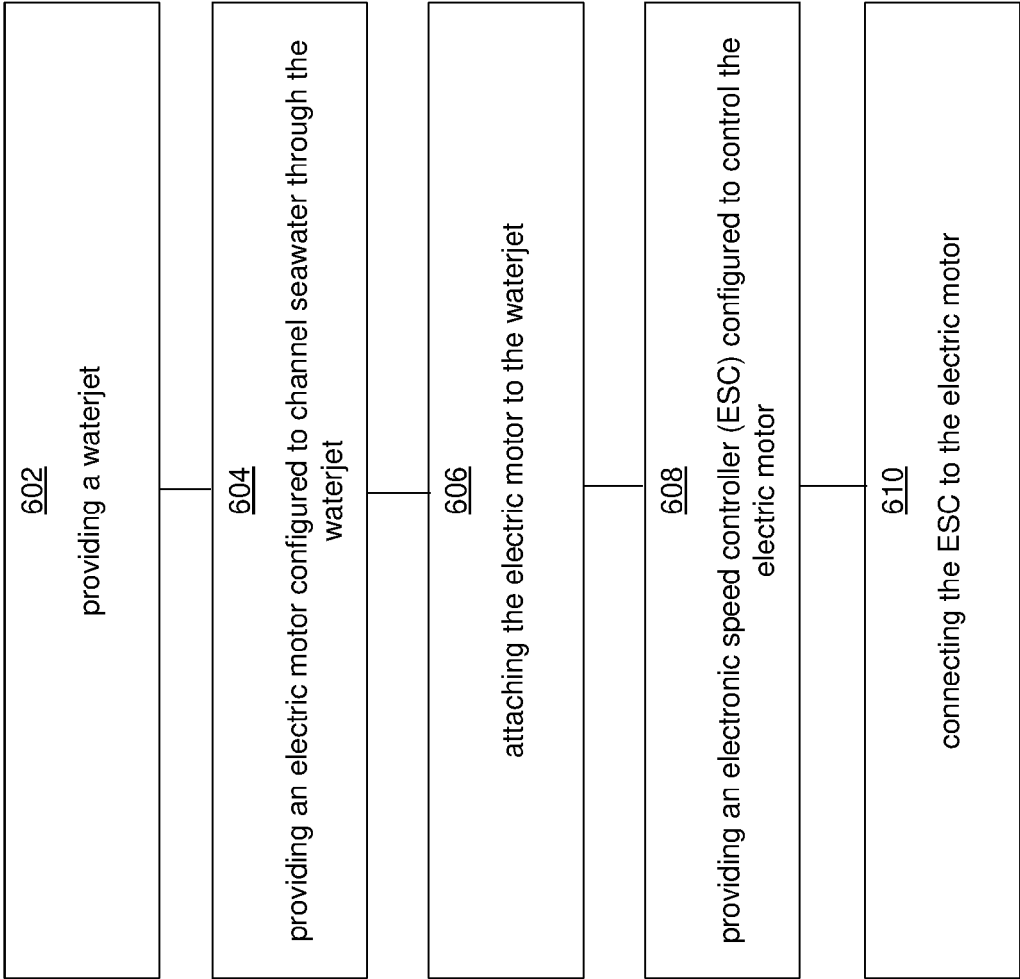 602
providing a waterjet
604
providing an electric motor configured to channel seawater through the
waterjet
606
attaching the electric motor to the waterjet
608
providing an electronic speed controller (ESC) configured to control the
electric motor
610
connecting the ESC to the electric motor